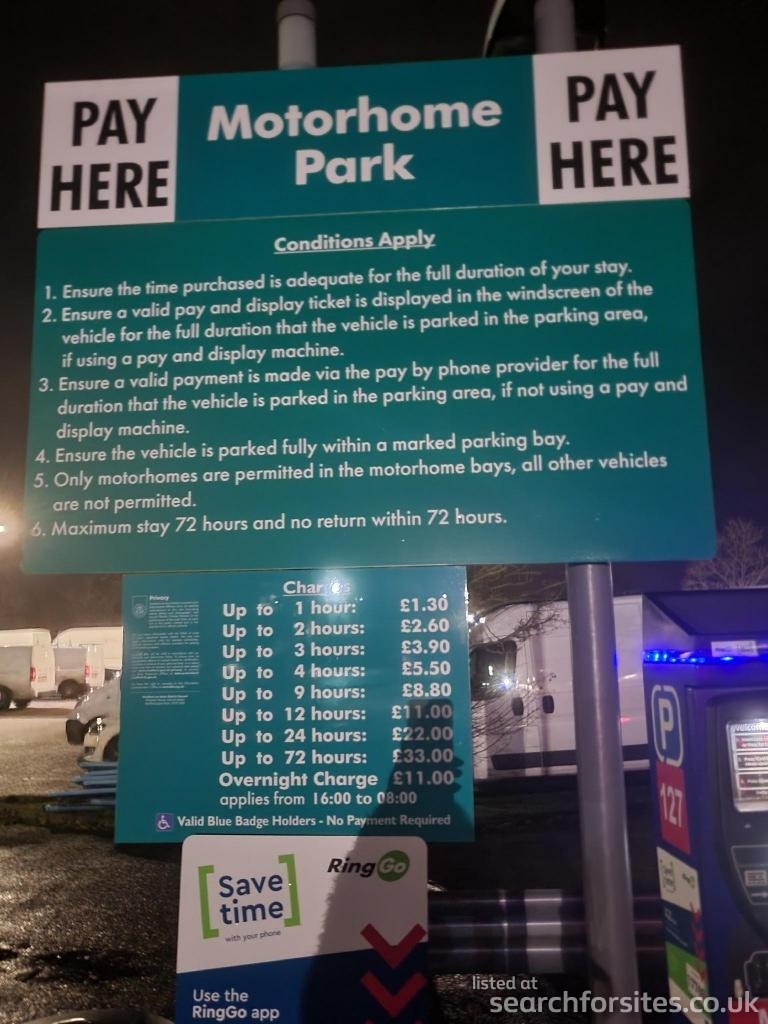 PAY HERE
Motorhome Park
PAY HERE
Conditions Apply
1. Ensure the time purchased is adequate for the full duration of your stay.
2. Ensure a valid pay and display ticket is displayed in the windscreen of the
vehicle for the full duration that the vehicle is parked in the parking area,
if using a pay and display machine.
3. Ensure a valid payment is made via the pay by phone provider for the full
duration that the vehicle is parked in the parking area, if not using a pay and
display machine.
4. Ensure the vehicle is parked fully within a marked parking bay.
5. Only motorhomes are permitted in the motorhome bays, all other vehicles
are not permitted.
6. Maximum stay 72 hours and no return within 72 hours.
Privacy
Charges
Up to 1 hour: £1.30
Up to 2 hours: £2.60
Up to 3 hours: £3.90
Up to 4 hours: £5.50
Up to 9 hours: £8.80
Up to 12 hours: £11.00
Up to 24 hours: £22.00
Up to 72 hours: £33.00
Overnight Charge £11.00
applies from 16:00 to 08:00
Valid Blue Badge Holders - No Payment Required
P
127
RingGo
[Save time]
with your phone
Use the
RingGo app
listed at
searchforsites.co.uk